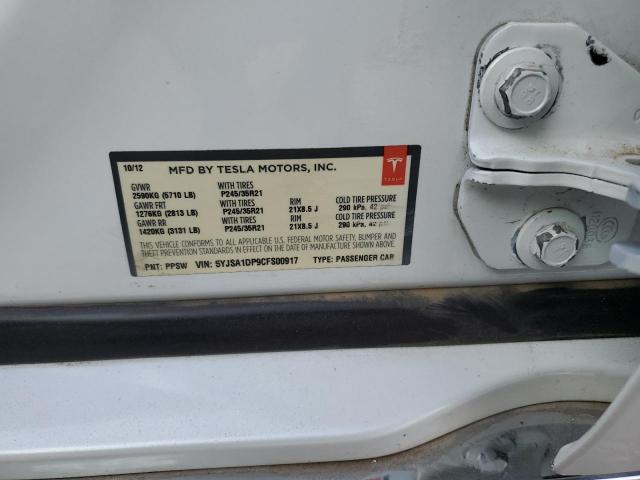 10/12 MFD BY TESLA MOTORS, INC.
TESLA
GVWR WITH TIRES
2590KG (5710 LB) P245/35R21
GAWR FRT WITH TIRES RIM COLD TIRE PRESSURE
1276KG (2813 LB) P245/35R21 21X8.5 J 290 kPa, 42
GAWR RR WITH TIRES RIM COLD TIRE PRESSURE
1420KG (3131 LB) P245/35R21 21X8.5 J 290 kPa, 42
THIS VEHICLE CONFORMS TO ALL APPLICABLE U.S. FEDERAL MOTOR SAFETY, BUMPER AND
THEFT PREVENTION STANDARDS IN EFFECT ON THE DATE OF MANUFACTURE SHOWN ABOVE.
PNT: PPSW VIN: 5YJSA1DP9CFS00917 TYPE: PASSENGER CAR